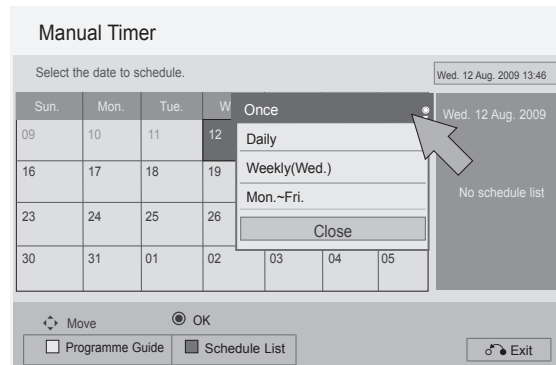 Manual Timer
Select the date to schedule.
Wed. 12 Aug. 2009 13:46
Sun. Mon. Tue. W
Once
Wed. 12 Aug. 2009
09 10 11 12
Daily
16 17 18 19
Weekly(Wed.)
No schedule list
Mon.~Fri.
23 24 25 26
Close
30 31 01 02 03 04 05
Move OK
Programme Guide Schedule List Exit